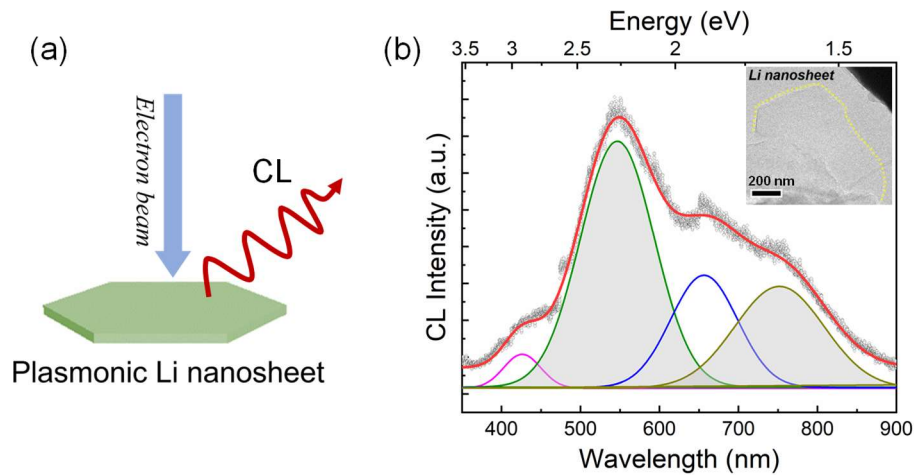 (a)
Electron beam
CL
Plasmonic Li nanosheet
(b)
Energy (eV)
3.5 3 2.5 2 1.5
CL Intensity (a.u.)
Li nanosheet
200 nm
400 500 600 700 800 900
Wavelength (nm)